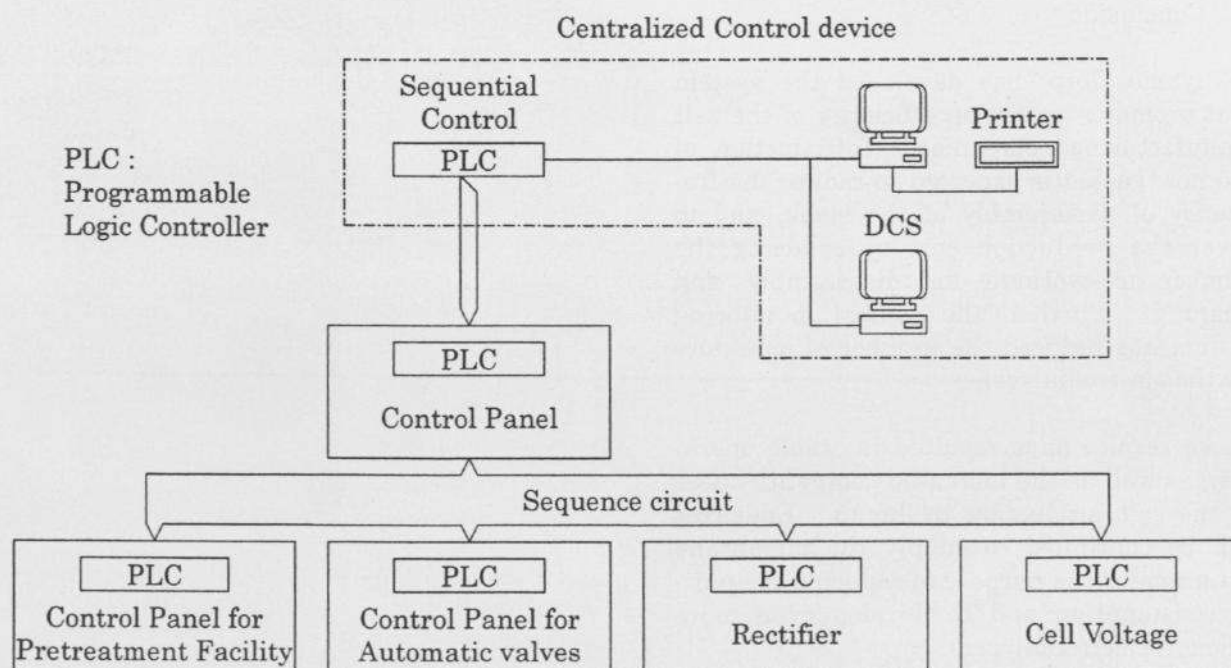 Centralized Control device
Sequential
Control
PLC
Printer
PLC :
Programmable
Logic Controller
DCS
PLC
Control Panel
Sequence circuit
PLC
Control Panel for
Pretreatment Facility
PLC
Control Panel for
Automatic valves
PLC
Rectifier
PLC
Cell Voltage